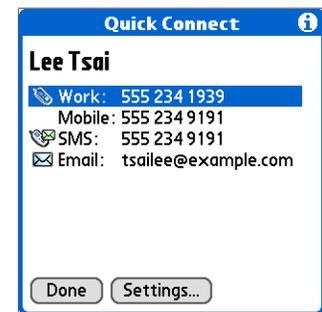 Quick Connect
Lee Tsai
Work: 555 234 1939
Mobile: 555 234 9191
SMS: 555 234 9191
Email: tsailee@example.com
Done Settings...